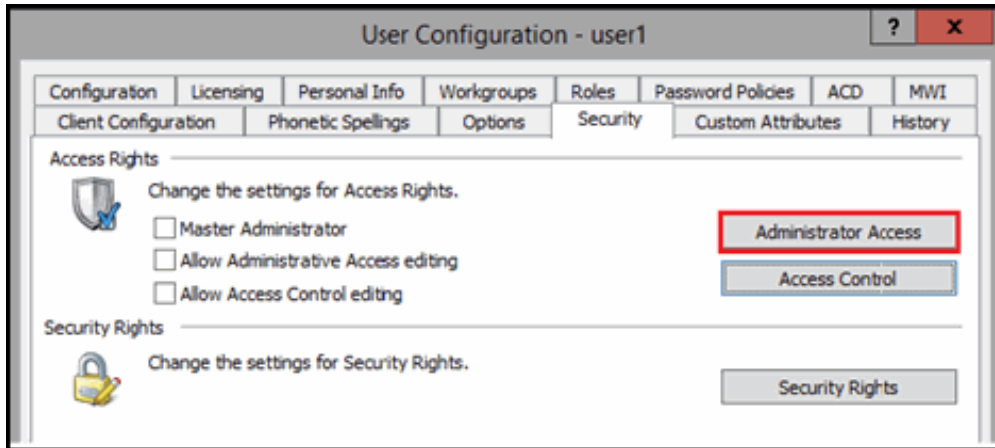 User Configuration - user1 ? x
Configuration Licensing Personal Info Workgroups Roles Password Policies ACD MWI
Client Configuration Phonetic Spellings Options Security Custom Attributes History
Access Rights
Change the settings for Access Rights.
Master Administrator Administrator Access
Allow Administrative Access editing
Access Control
Allow Access Control editing
Security Rights
Change the settings for Security Rights.
Security Rights